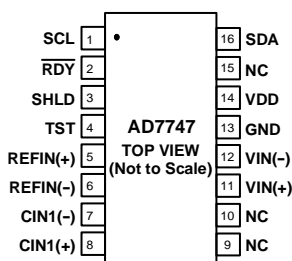 SCL 1
RDY 2
SHLD 3
TST 4
REFIN(+) 5
REFIN(–) 6
CIN1(–) 7
CIN1(+) 8
AD7747
TOP VIEW
(Not to Scale)
16 SDA
15 NC
14 VDD
13 GND
12 VIN(–)
11 VIN(+)
10 NC
9 NC